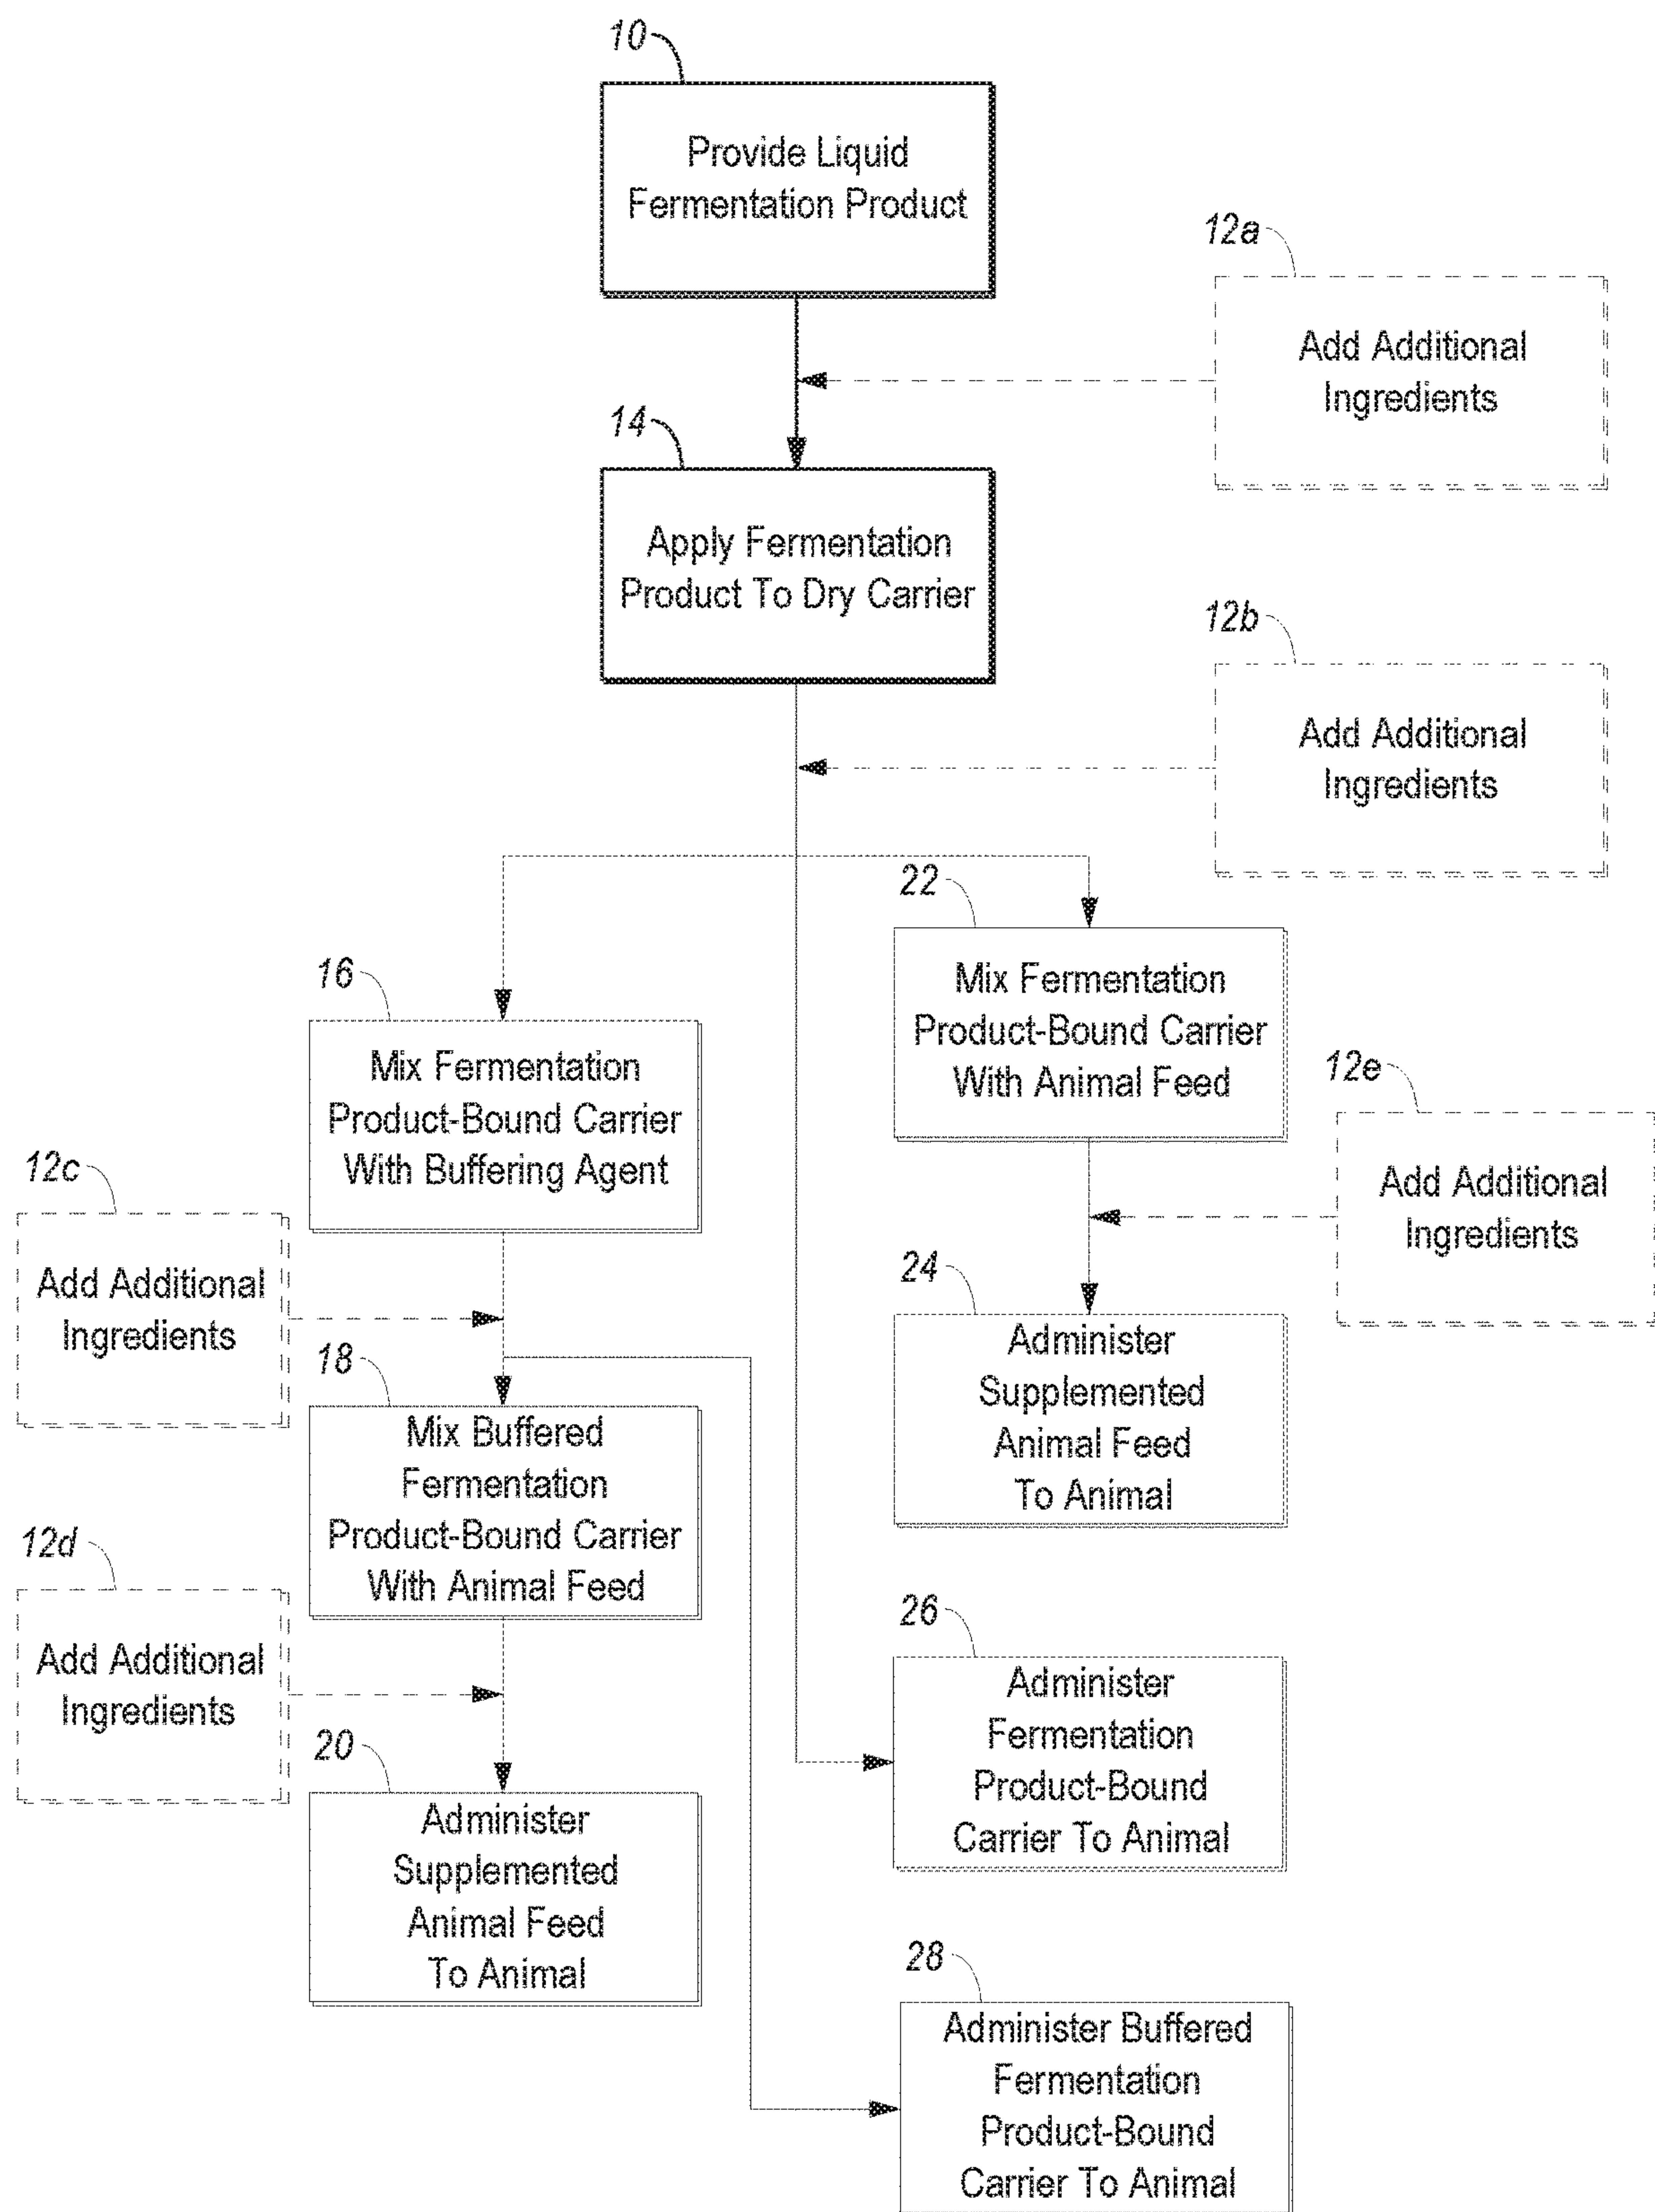 10
Provide Liquid
Fermentation Product
12a
Add Additional
Ingredients
14
Apply Fermentation
Product To Dry Carrier
12b
Add Additional
Ingredients
22
Mix Fermentation
Product-Bound Carrier
With Animal Feed
16
Mix Fermentation
Product-Bound Carrier
With Buffering Agent
12e
Add Additional
Ingredients
12c
Add Additional
Ingredients
24
Administer
Supplemented
Animal Feed
To Animal
18
Mix Buffered
Fermentation
Product-Bound Carrier
With Animal Feed
12d
Add Additional
Ingredients
26
Administer
Fermentation
Product-Bound
Carrier To Animal
20
Administer
Supplemented
Animal Feed
To Animal
28
Administer Buffered
Fermentation
Product-Bound
Carrier To Animal